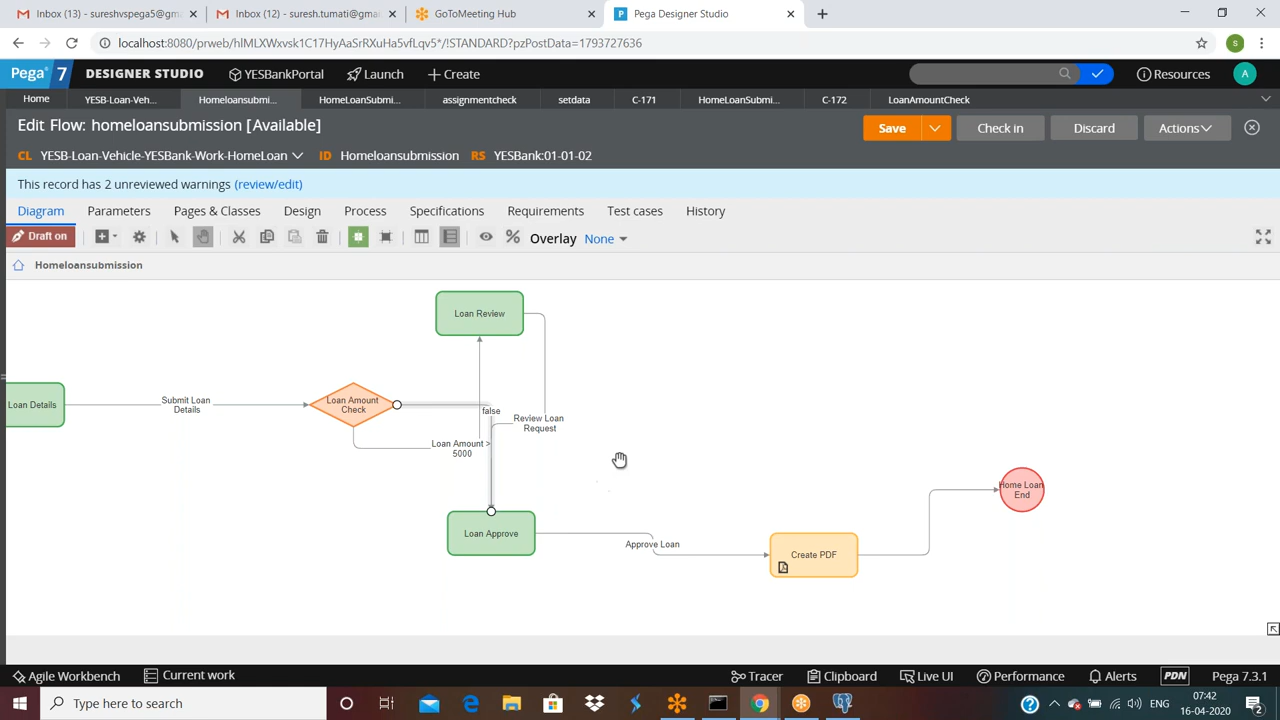 Inbox (13) - sureshvspega5@gm
Inbox (12) - suresh.tumati@gmai
GoToMeeting Hub
Pega Designer Studio
localhost:8080/prweb/hlMLXWxvsk1C17HyAaSrRXuHa5vfLqv5*/!STANDARD?pzPostData=1793727636
S
Pega 7
DESIGNER STUDIO
YESBankPortal
Launch
Create
Resources
A
Home
YESB-Loan-Veh...
Homeloansubmi...
HomeLoanSubmi...
assignmentcheck
setdata
C-171
HomeLoanSubmi...
C-172
LoanAmountCheck
Edit Flow: homeloansubmission [Available]
Save
Check in
Discard
Actions
CL YESB-Loan-Vehicle-YESBank-Work-HomeLoan
ID Homeloansubmission
RS YESBank:01-01-02
This record has 2 unreviewed warnings (review/edit)
Diagram
Parameters
Pages & Classes
Design
Process
Specifications
Requirements
Test cases
History
Draft on
Overlay None
Homeloansubmission
Loan Review
Loan Details
Submit Loan
Details
Loan Amount
Check
false
Review Loan
Request
Loan Amount >
5000
Home Loan
End
Loan Approve
Approve Loan
Create PDF
Agile Workbench
Current work
Tracer
Clipboard
Live UI
Performance
Alerts
PDN
Pega 7.3.1
Type here to search
ENG
07:42
16-04-2020
2